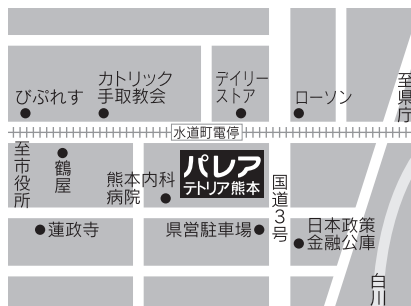 びぷれす
カトリック
手取教会
デイリー
ストア
ローソン
至県庁
水道町電停
至市役所
鶴屋
熊本内科
病院
パレア
テトリア熊本
国道3号
蓮政寺
県営駐車場
日本政策
金融公庫
白川